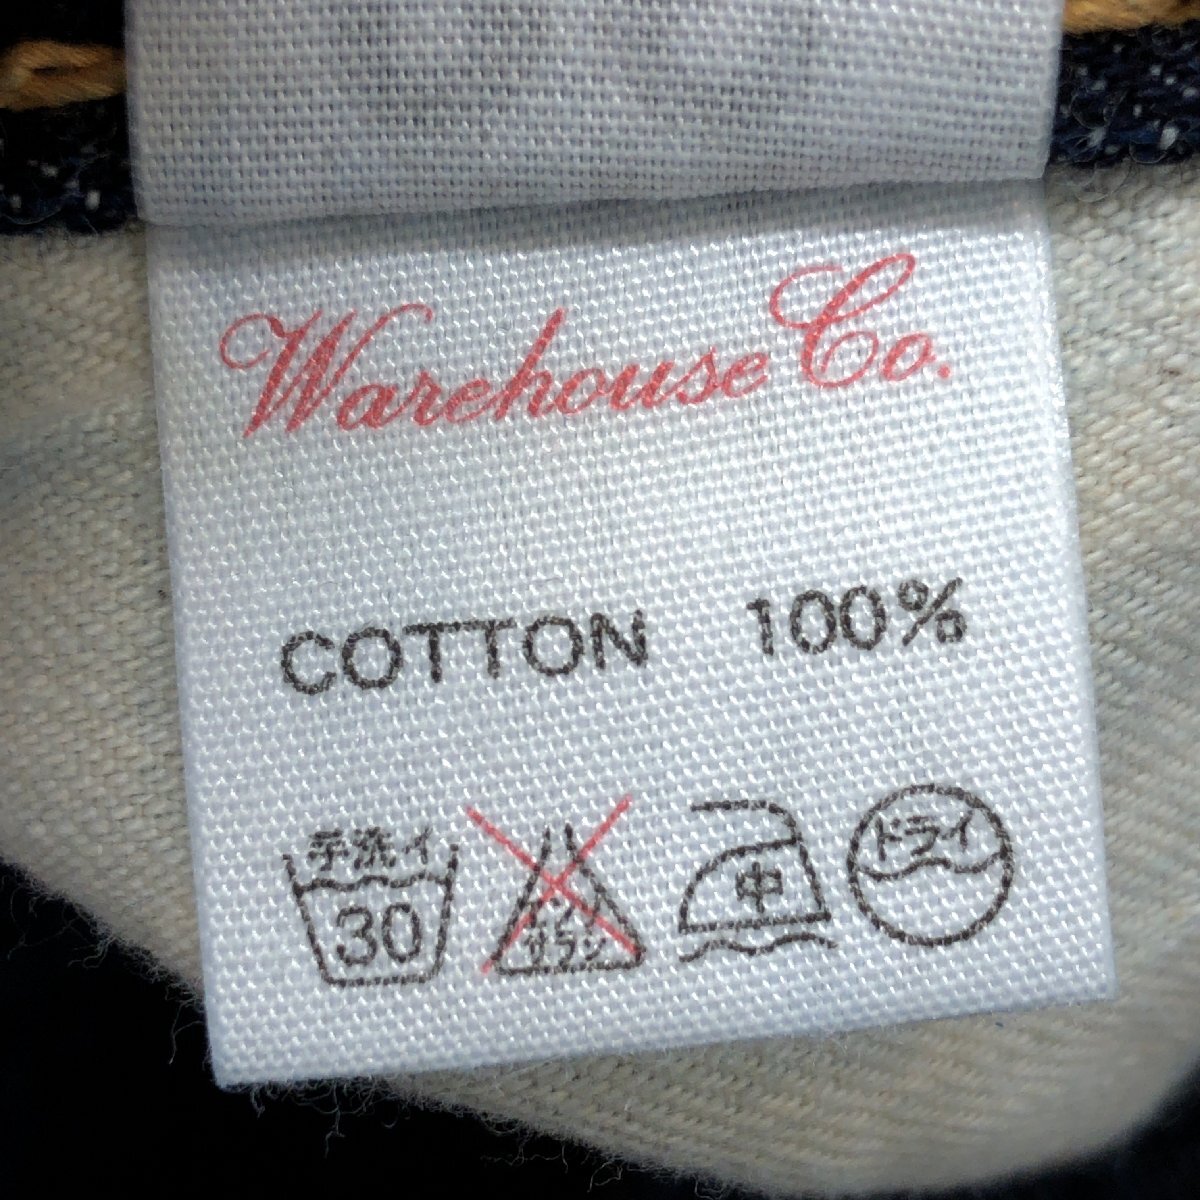 Warehouse Co.
COTTON 100%
手洗イ
30
エンソ
サラシ
中
ドライ